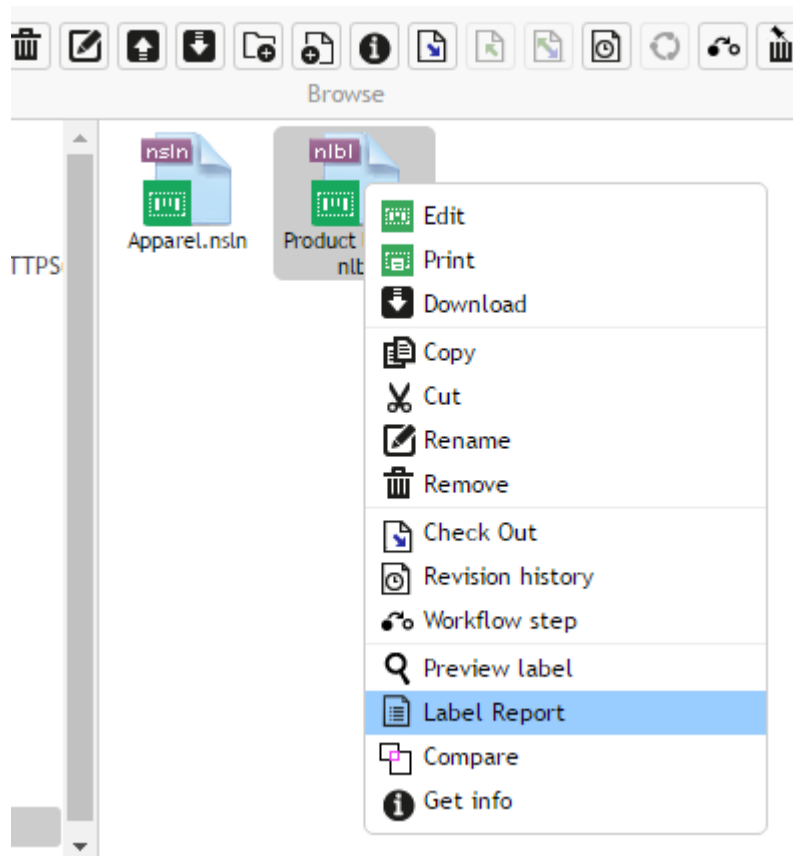 Browse
nsln
nlbl
Apparel.nsln
Product
nlb
TTPS
Edit
Print
Download
Copy
Cut
Rename
Remove
Check Out
Revision history
Workflow step
Preview label
Label Report
Compare
Get info